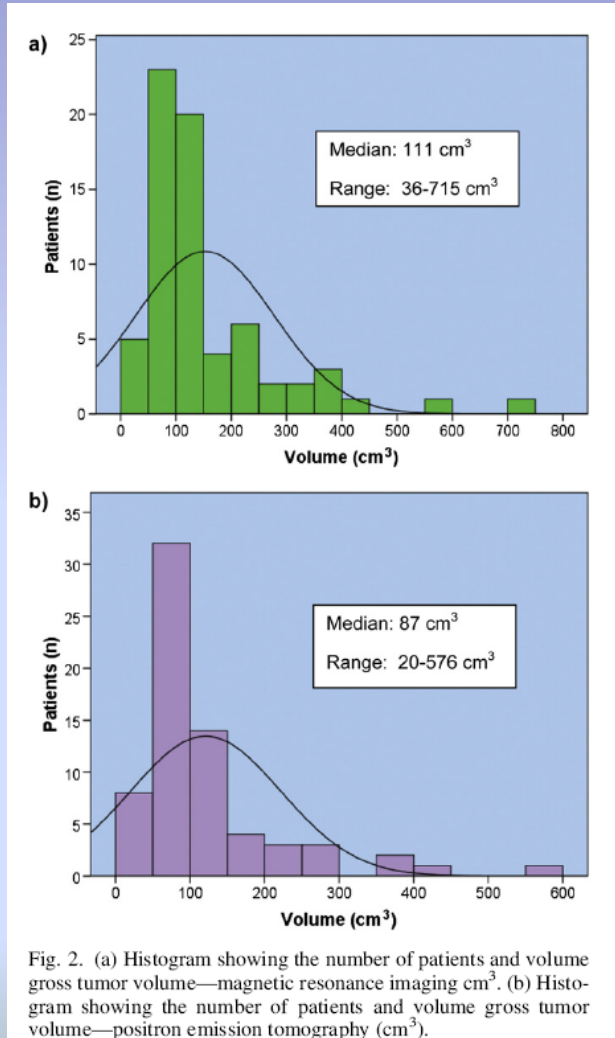 a)
25
20
15
10
5
0
Patients (n)
Median: 111 cm³
Range: 36-715 cm³
0 100 200 300 400 500 600 700 800
Volume (cm³)
b)
35
30
25
20
15
10
5
0
Patients (n)
Median: 87 cm³
Range: 20-576 cm³
0 100 200 300 400 500 600
Volume (cm³)
Fig. 2. (a) Histogram showing the number of patients and volume
gross tumor volume—magnetic resonance imaging cm³. (b) Histo-
gram showing the number of patients and volume gross tumor
volume—positron emission tomography (cm³).